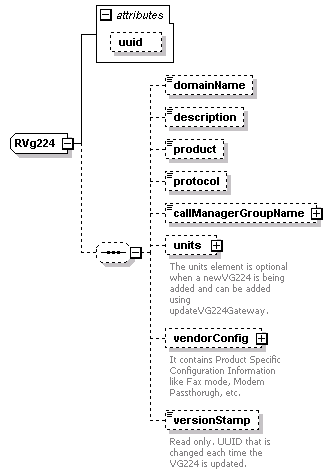 attributes
uuid
RVg224
domainName
description
product
protocol
callManagerGroupName
units
The units element is optional
when a newVG224 is being
added and can be added
using
updateVG224Gateway.
vendorConfig
It contains Product Specific
Configuration Information
like Fax mode, Modem
Passthorugh, etc.
versionStamp
Read only. UUID that is
changed each time the
VG224 is updated.